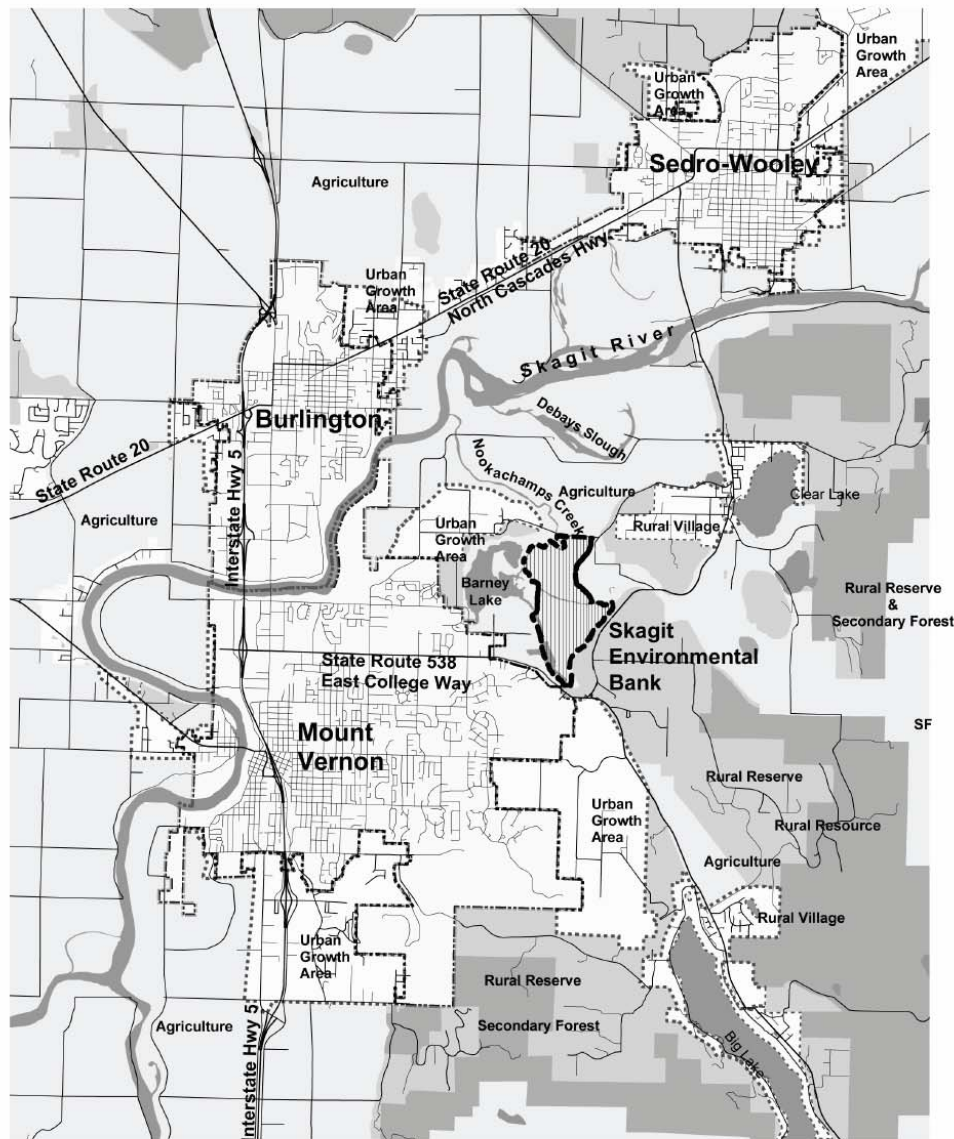 Urban
Growth
Area
Urban
Growth
Area
Sedro-Wooley
Agriculture
State Route 20
North Cascades Hwy.
Urban
Growth
Area
Skagit River
Burlington
Debays Slough
State Route 20
Interstate Hwy 5
Nookachamps Creek
Agriculture
Clear Lake
Agriculture
Rural Village
Urban
Growth
Area
Barney
Lake
Rural Reserve
&
Secondary Forest
Skagit
Environmental
Bank
State Route 538
East College Way
SF
Mount
Vernon
Rural Reserve
Urban
Growth
Area
Rural Resource
Agriculture
Rural Village
Urban
Growth
Area
Rural Reserve
Agriculture
Secondary Forest
Interstate Hwy 5
Big Lake